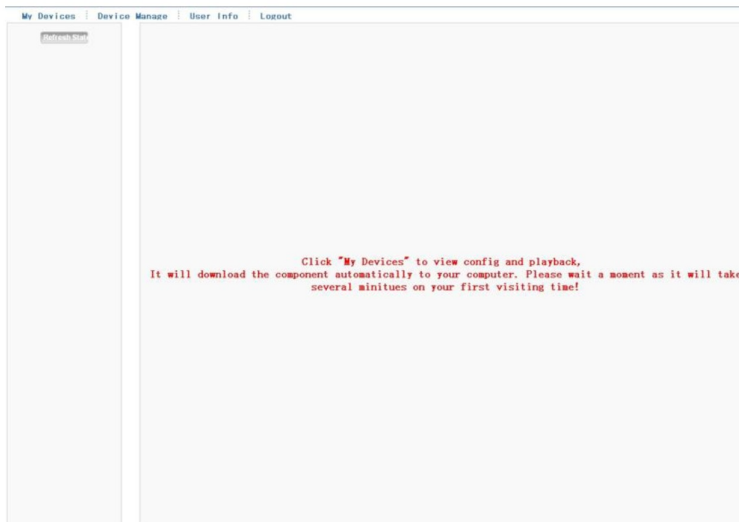 My Devices | Device Manage | User Info | Logout
Refresh State
Click "My Devices" to view config and playback,
It will download the component automatically to your computer. Please wait a moment as it will take
several minitues on your first visiting time!